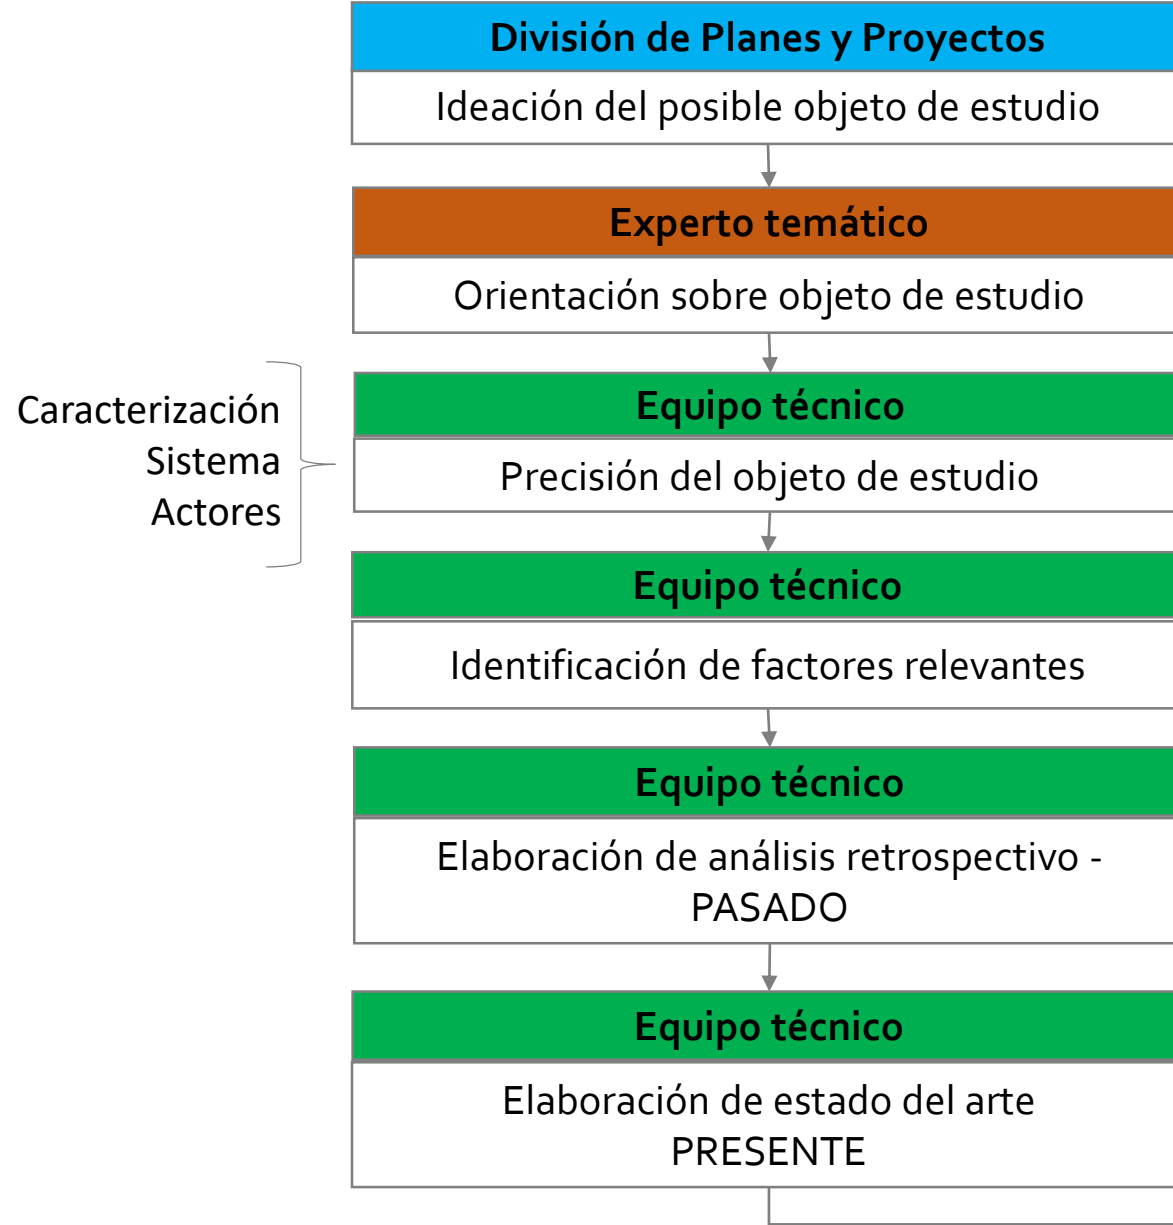 División de Planes y Proyectos
Ideación del posible objeto de estudio
Experto temático
Orientación sobre objeto de estudio
Caracterización
Sistema
Actores
Equipo técnico
Precisión del objeto de estudio
Equipo técnico
Identificación de factores relevantes
Equipo técnico
Elaboración de análisis retrospectivo -
PASADO
Equipo técnico
Elaboración de estado del arte
PRESENTE